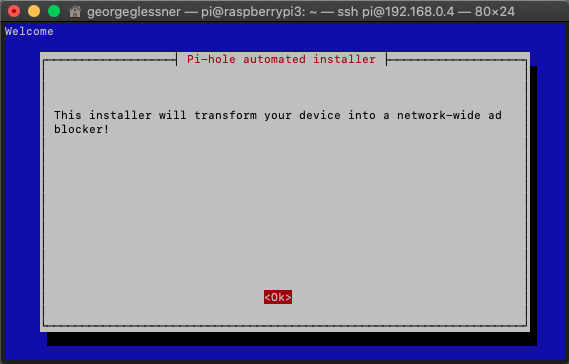 georgeglessner — pi@raspberrypi3: ~ — ssh pi@192.168.0.4 — 80×24
Welcome
Pi-hole automated installer
This installer will transform your device into a network-wide ad
blocker!
<Ok>